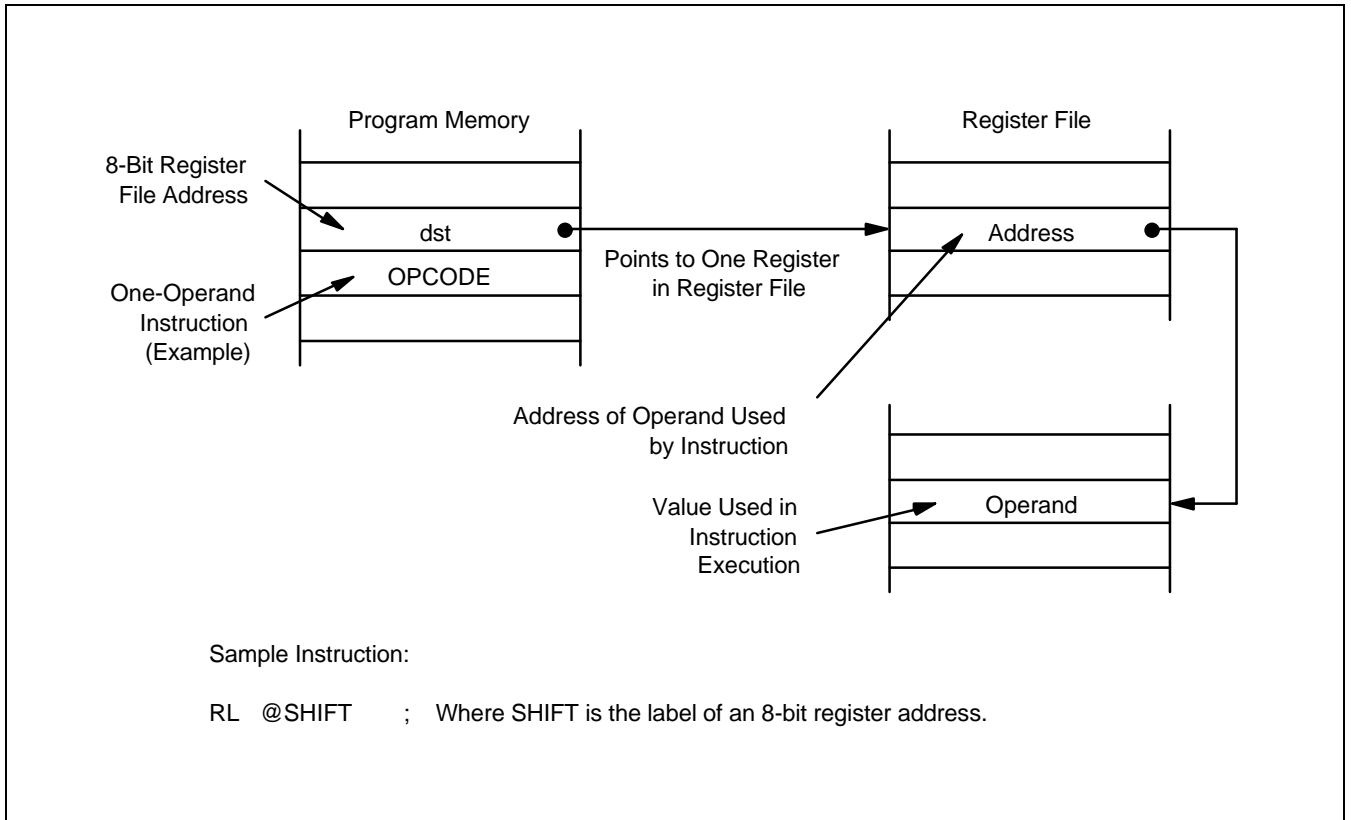 Program Memory
Register File
8-Bit Register
File Address
dst
Address
OPCODE
Points to One Register
in Register File
One-Operand
Instruction
(Example)
Address of Operand Used
by Instruction
Value Used in
Instruction
Execution
Operand
Sample Instruction:
RL @SHIFT ; Where SHIFT is the label of an 8-bit register address.